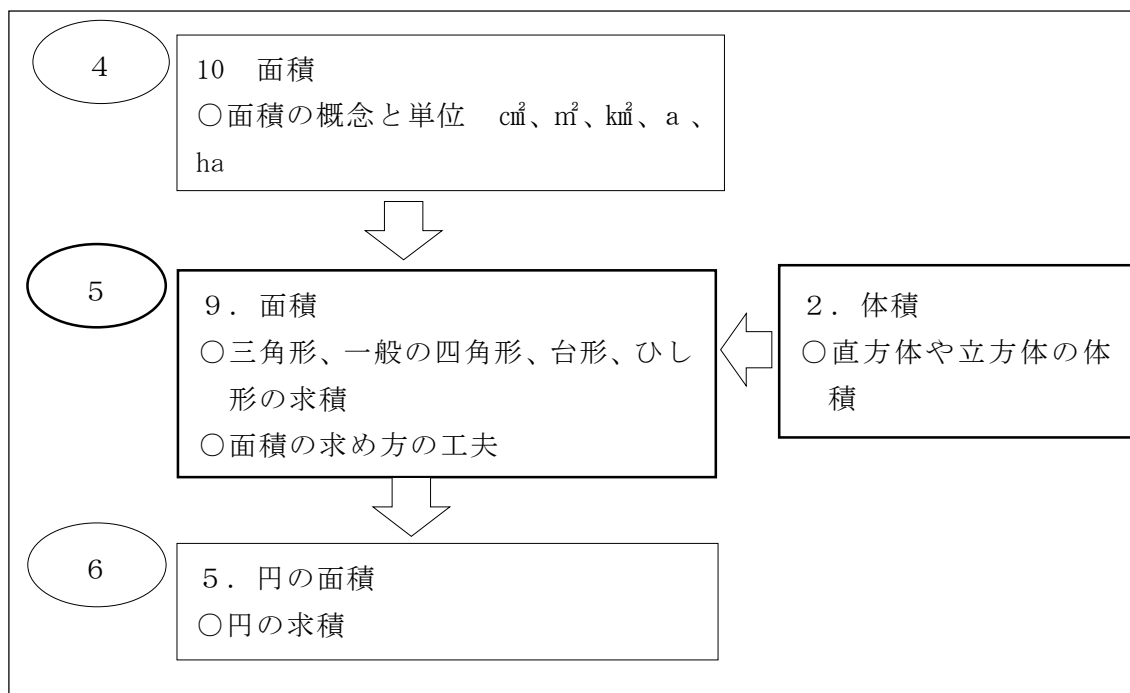 ４
10　面積
○面積の概念と単位　㎠、㎡、㎢、a、
ha
５
９．面積
○三角形、一般の四角形、台形、ひし
形の求積
○面積の求め方の工夫
２．体積
○直方体や立方体の体
積
６
５．円の面積
○円の求積